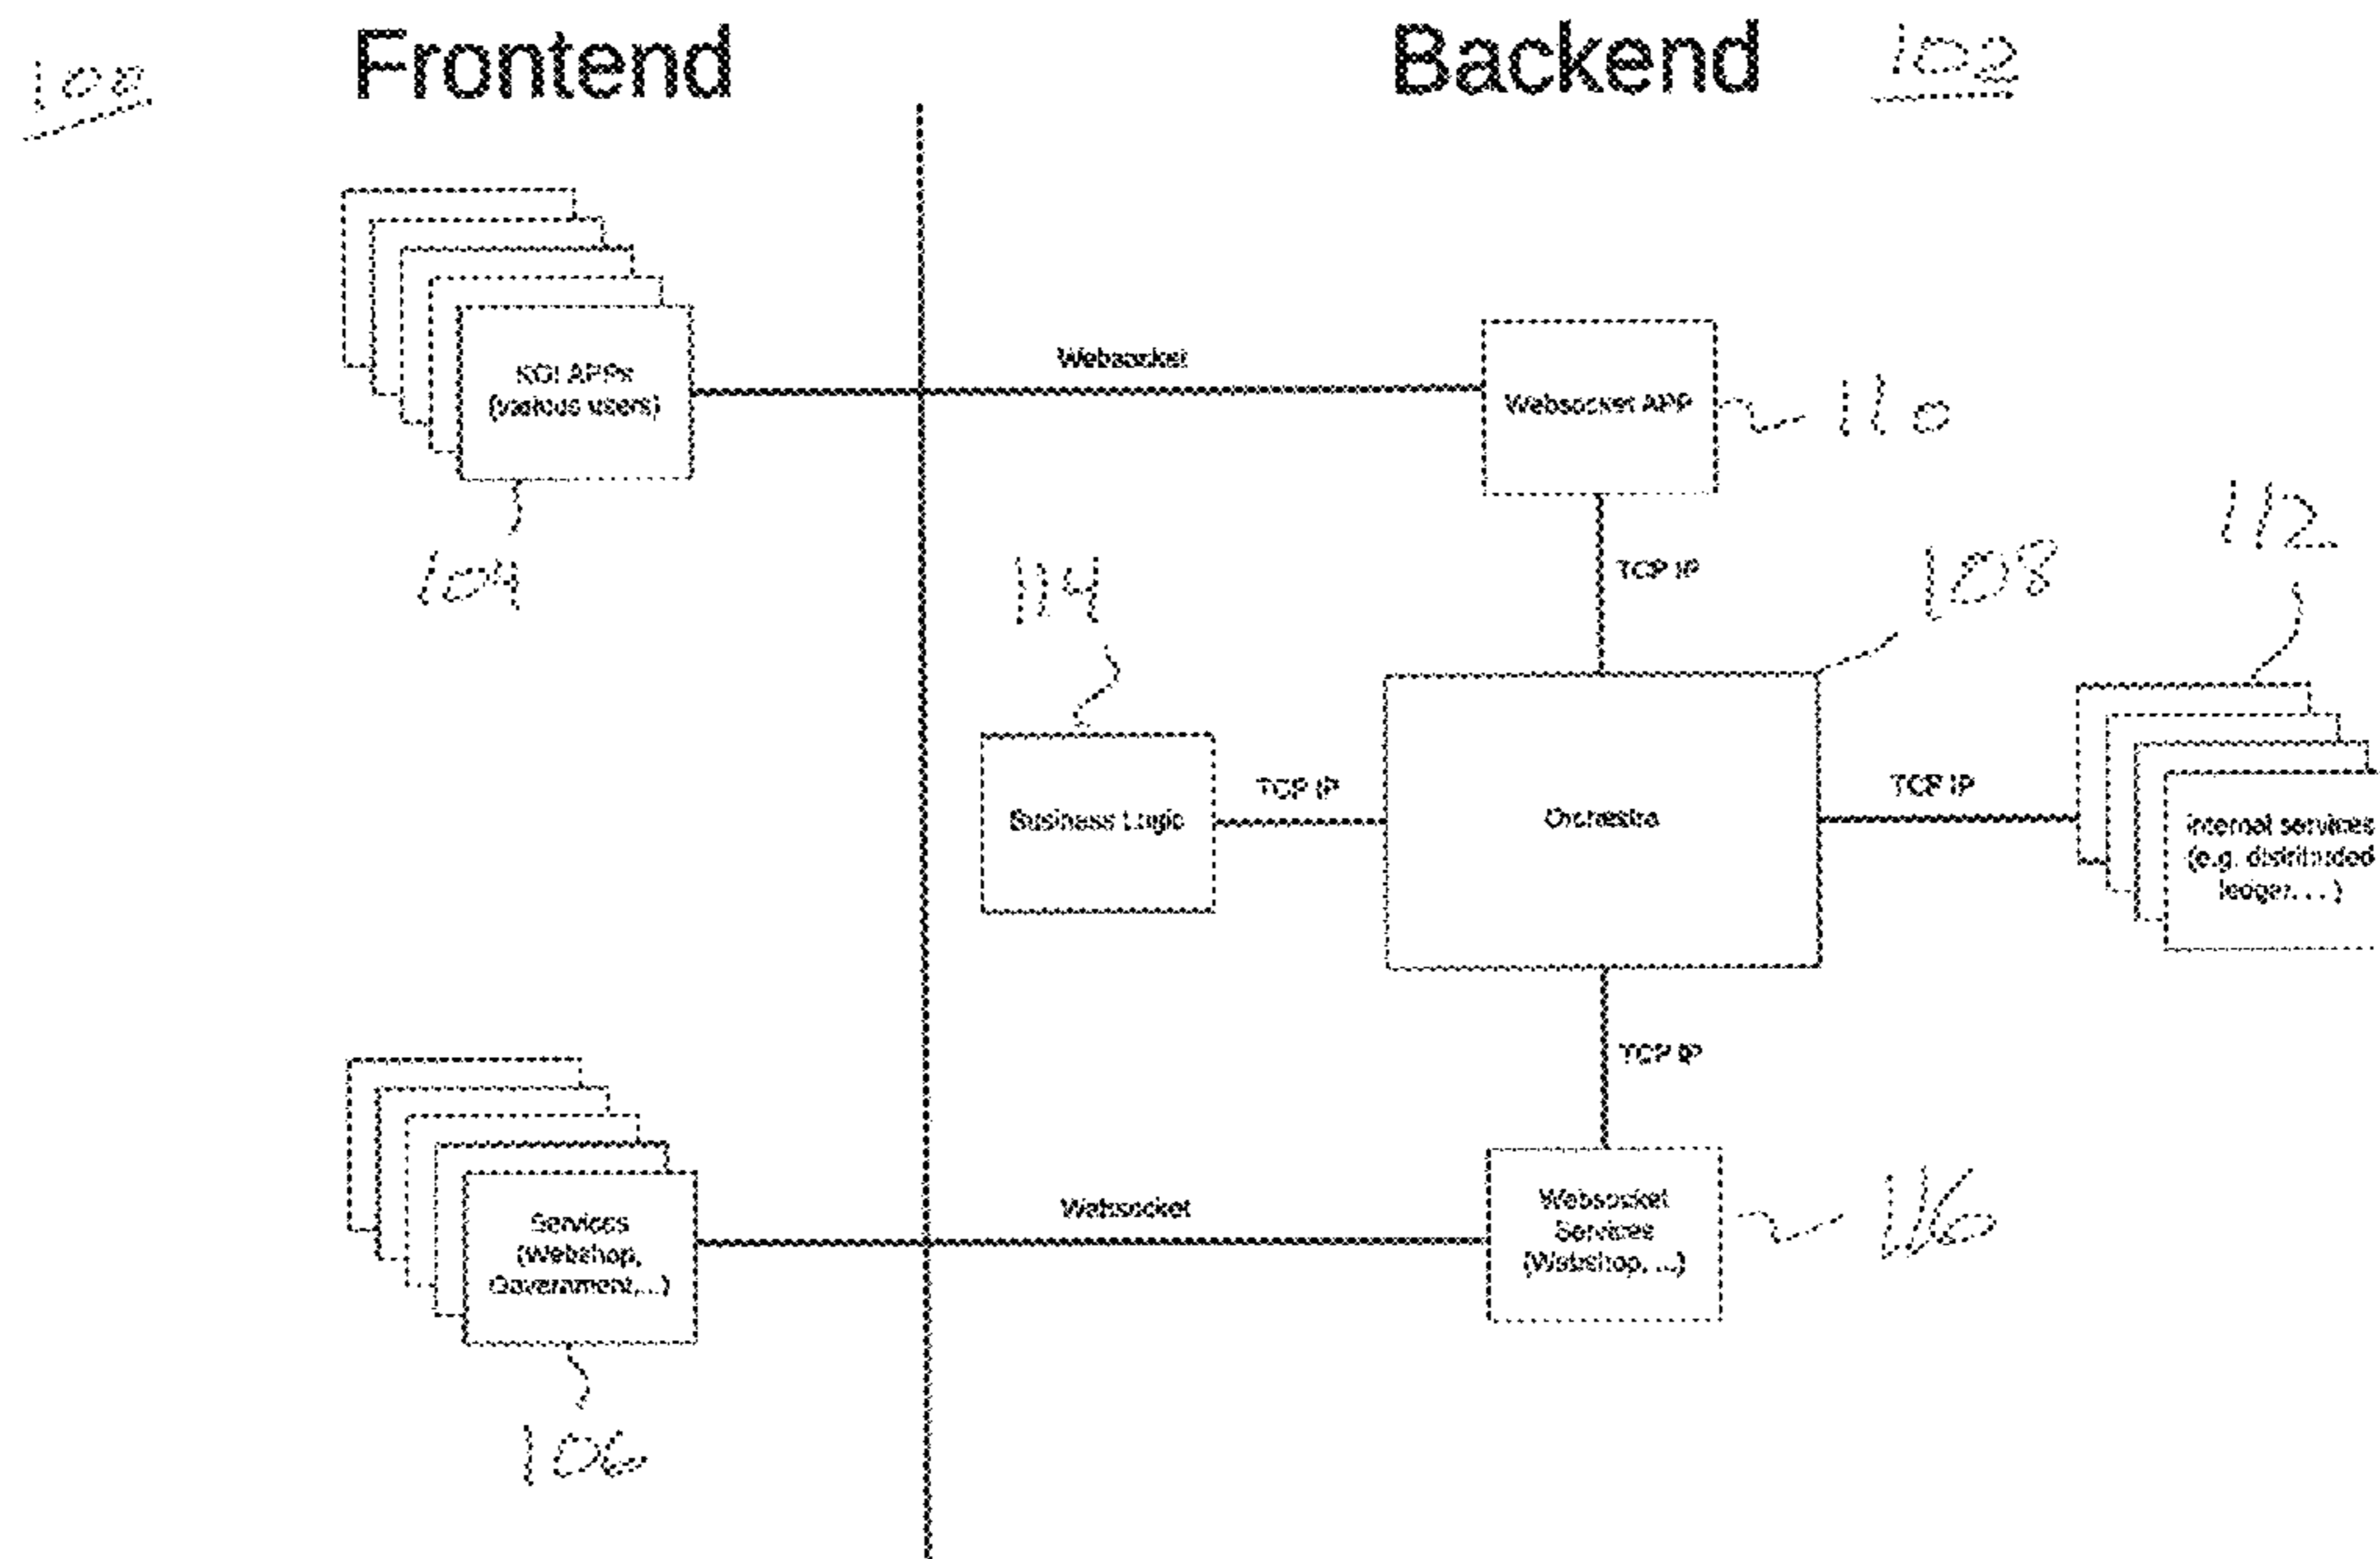 Frontend
Backend
100
102
APPs
(various users)
104
Websocket
Websocket APP
110
TCP IP
112
108
114
Business Logic
TCP IP
Orchestra
TCP IP
internal services
(e.g. distributed
ledger, ...)
TCP IP
Services
(Webshop,
Government,...)
106
Websocket
Websocket
Services
(Webshop, ...)
116